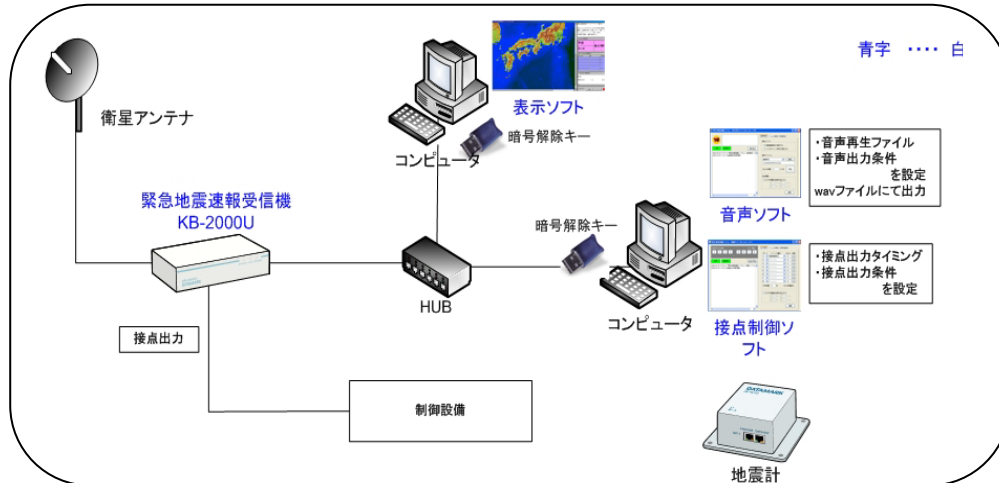 青字 ・・・・ 白
衛星アンテナ
表示ソフト
暗号解除キー
コンピュータ
・音声再生ファイル
・音声出力条件
を設定
wavファイルにて出力
緊急地震速報受信機
KB-2000U
音声ソフト
暗号解除キー
・接点出力タイミング
・接点出力条件
を設定
HUB
コンピュータ
接点制御ソ
フト
接点出力
制御設備
DATAMARK
地震計